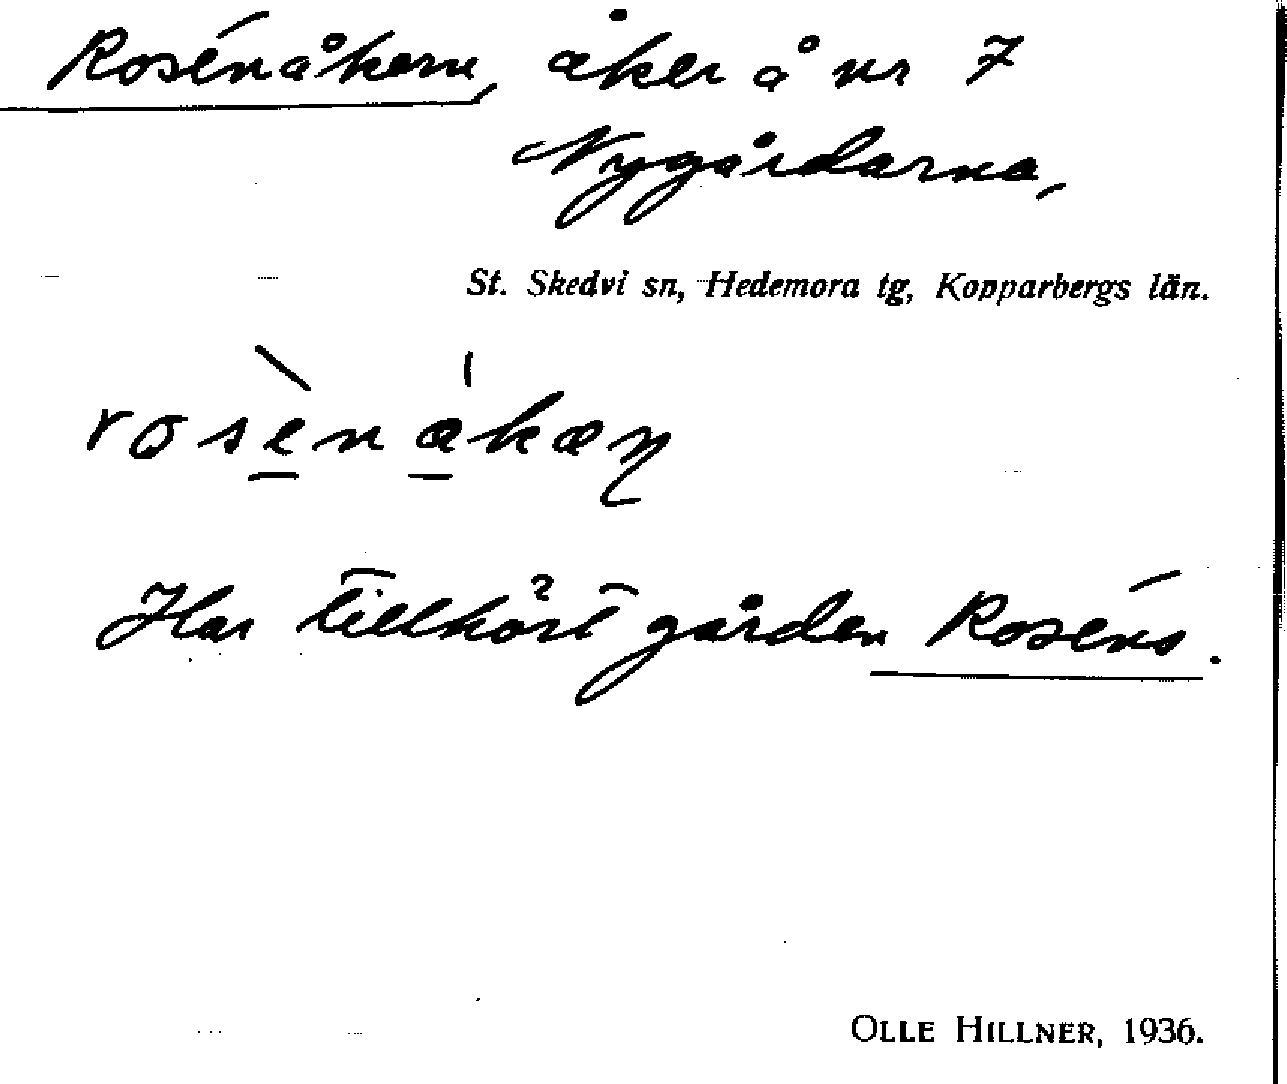 Rosénåkern, åker å nr 7
Nygårdarna,
St. Skedvi sn, Hedemora tg, Kopparbergs län.
rosènákæɳ
Har tillhört gården Roséns.
OLLE HILLNER, 1936.